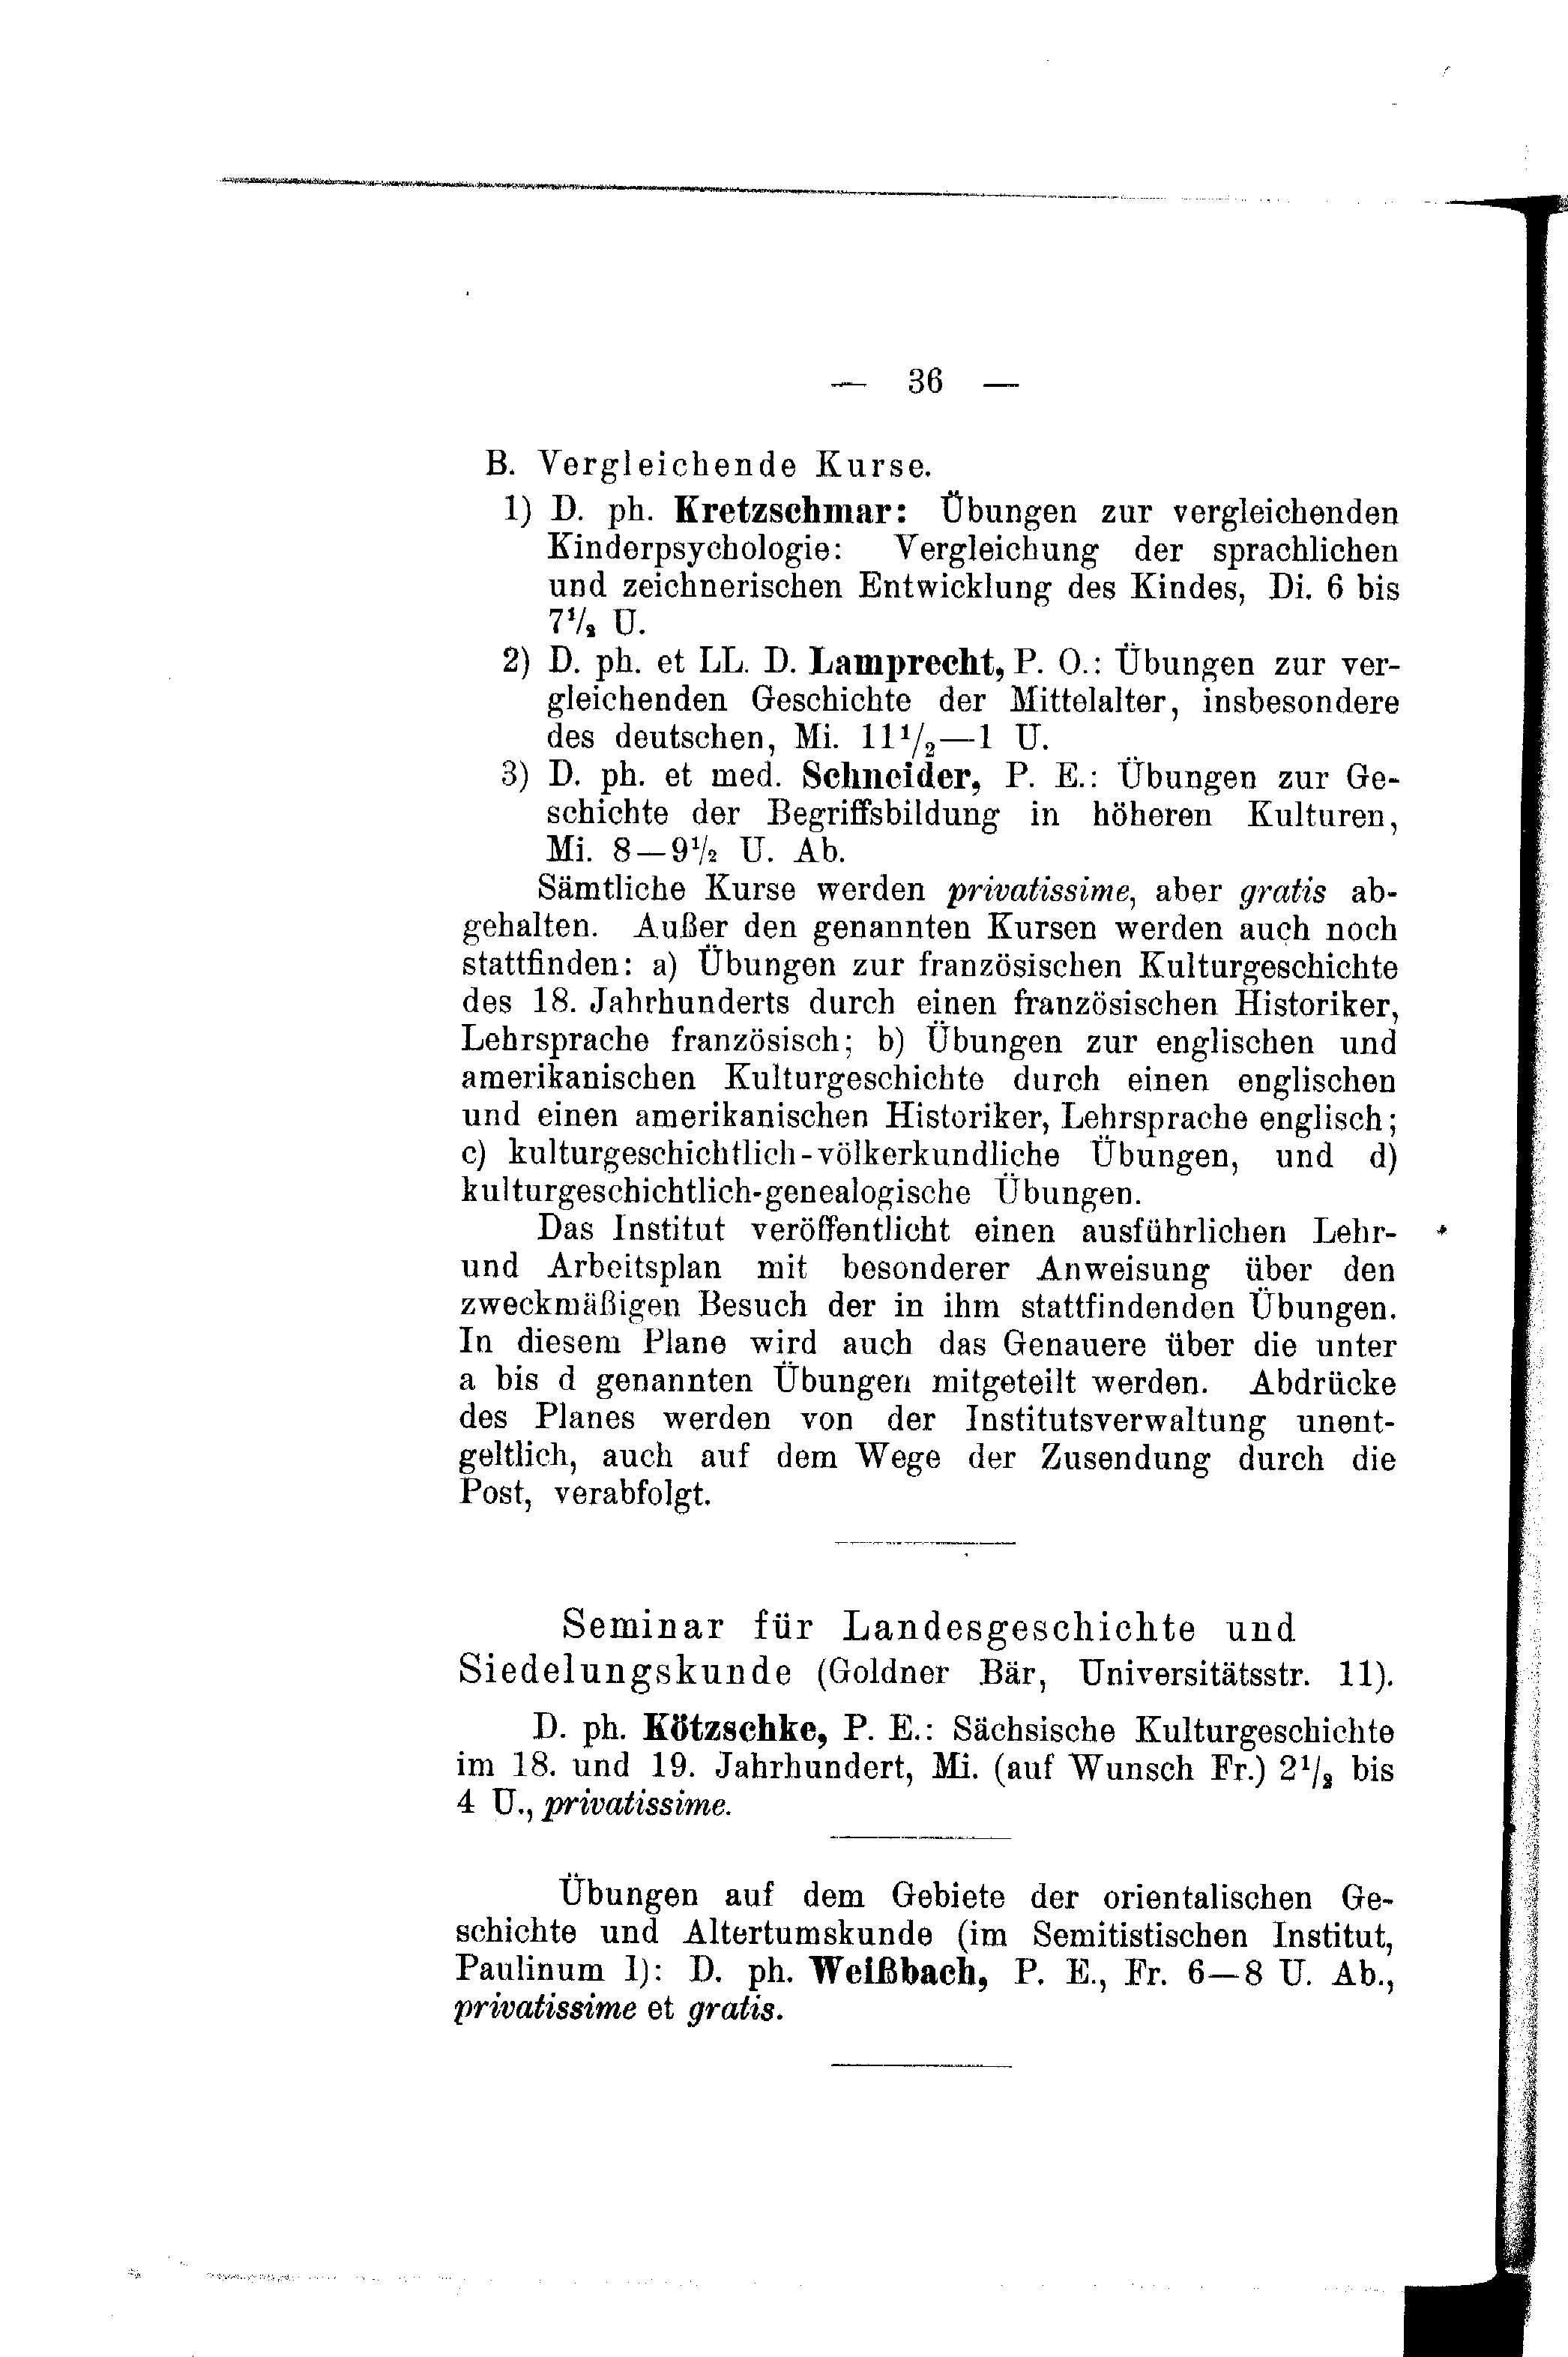 — 36 —
B. Vergleichende Kurse.
1) D. ph. Kretzschmar: Übungen zur vergleichenden
Kinderpsychologie: Vergleichung der sprachlichen
und zeichnerischen Entwicklung des Kindes, Di. 6 bis
7 1/2 U.
2) D. ph. et LL. D. Lamprecht, P. O.: Übungen zur ver-
gleichenden Geschichte der Mittelalter, insbesondere
des deutschen, Mi. 11 1/2—1 U.
3) D. ph. et med. Schneider, P. E.: Übungen zur Ge-
schichte der Begriffsbildung in höheren Kulturen,
Mi. 8—9 1/2 U. Ab.
Sämtliche Kurse werden privatissime, aber gratis ab-
gehalten. Außer den genannten Kursen werden auch noch
stattfinden: a) Übungen zur französischen Kulturgeschichte
des 18. Jahrhunderts durch einen französischen Historiker,
Lehrsprache französisch; b) Übungen zur englischen und
amerikanischen Kulturgeschichte durch einen englischen
und einen amerikanischen Historiker, Lehrsprache englisch;
c) kulturgeschichtlich-völkerkundliche Übungen, und d)
kulturgeschichtlich-genealogische Übungen.
Das Institut veröffentlicht einen ausführlichen Lehr-
und Arbeitsplan mit besonderer Anweisung über den
zweckmäßigen Besuch der in ihm stattfindenden Übungen.
In diesem Plane wird auch das Genauere über die unter
a bis d genannten Übungen mitgeteilt werden. Abdrücke
des Planes werden von der Institutsverwaltung unent-
geltlich, auch auf dem Wege der Zusendung durch die
Post, verabfolgt.
Seminar für Landesgeschichte und
Siedelungskunde (Goldner Bär, Universitätsstr. 11).
D. ph. Kötzschke, P. E.: Sächsische Kulturgeschichte
im 18. und 19. Jahrhundert, Mi. (auf Wunsch Fr.) 2 1/2 bis
4 U., privatissime.
Übungen auf dem Gebiete der orientalischen Ge-
schichte und Altertumskunde (im Semitistischen Institut,
Paulinum 1): D. ph. Weißbach, P. E., Fr. 6—8 U. Ab.,
privatissime et gratis.